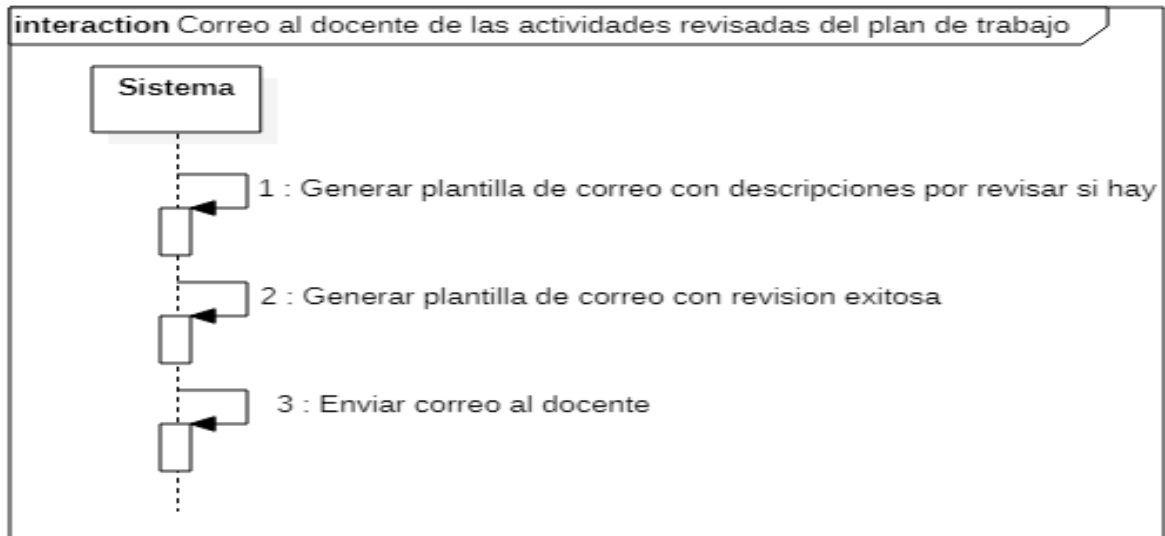 interaction Correo al docente de las actividades revisadas del plan de trabajo
Sistema
1 : Generar plantilla de correo con descripciones por revisar si hay
2 : Generar plantilla de correo con revision exitosa
3 : Enviar correo al docente